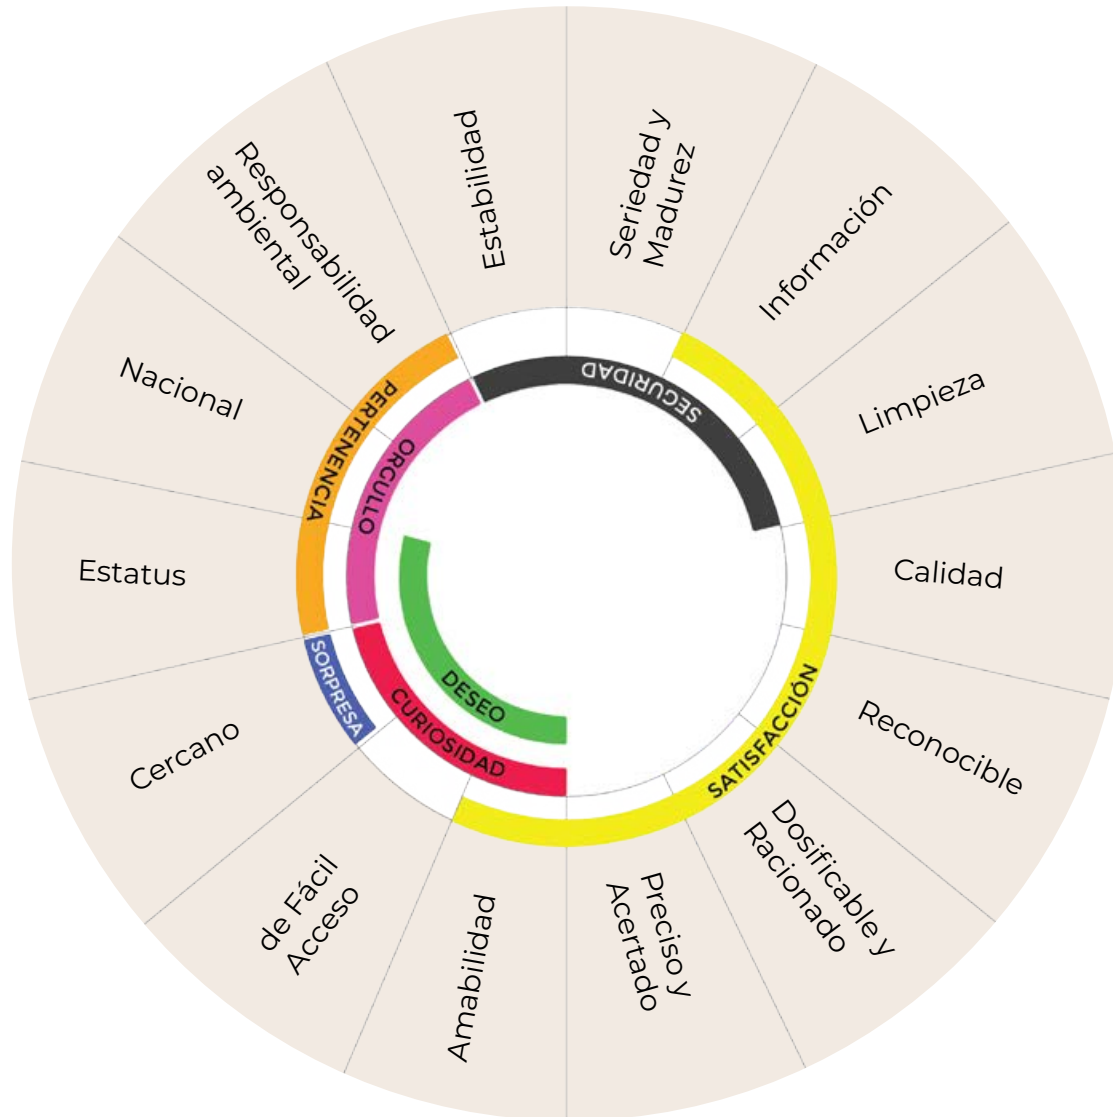 Seriedad y
Madurez
Información
Limpieza
Calidad
Reconocible
Dosificable y
Racionado
Preciso y
Acertado
Amabilidad
de Fácil
Acceso
Cercano
Estatus
Nacional
Responsabilidad
ambiental
Estabilidad
SEGURIDAD
SATISFACCIÓN
PERTENENCIA
ORGULLO
SORPRESA
CURIOSIDAD
DESEO